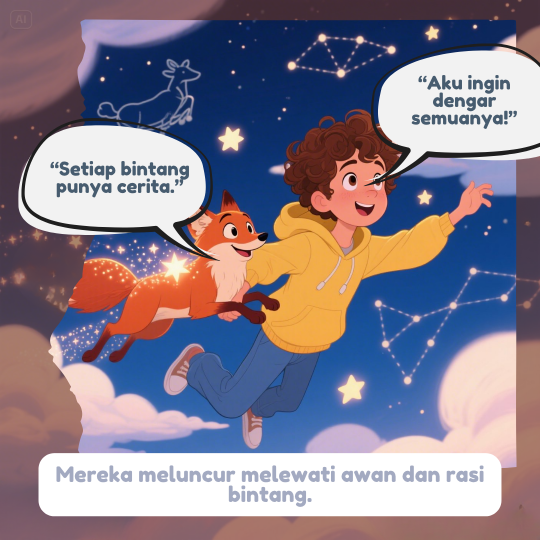 AI
“Aku ingin
dengar
semuanya!”
“Setiap bintang
punya cerita.”
Mereka meluncur melewati awan dan rasi
bintang.